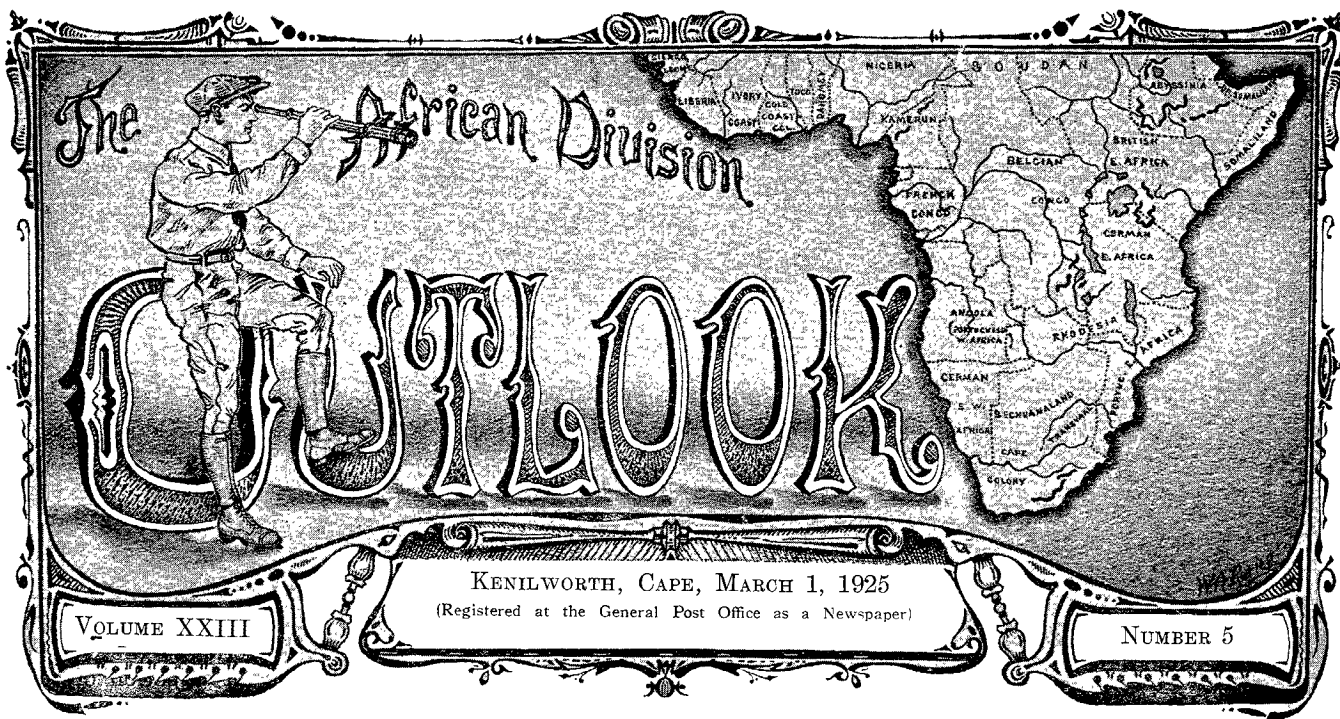 The African Division
OUTLOOK
LIBERIA
IVORY
COAST
GOLD
COAST
TOGO
DAHOMEY
NIGERIA
SOUDAN
ABYSSINIA
SOMALILAND
KAMERUN
BRITISH
E. AFRICA
BELGIAN
CONGO
FRENCH
CONGO
GERMAN
E. AFRICA
ANGOLA
PORTUGUESE
W. AFRICA
RHODESIA
PORTUG. E. AFRICA
GERMAN
S. W.
AFRICA
BECHUANALAND
TRANSVAAL
CAPE
COLONY
KENILWORTH, CAPE, MARCH 1, 1925
(Registered at the General Post Office as a Newspaper)
VOLUME XXIII
NUMBER 5